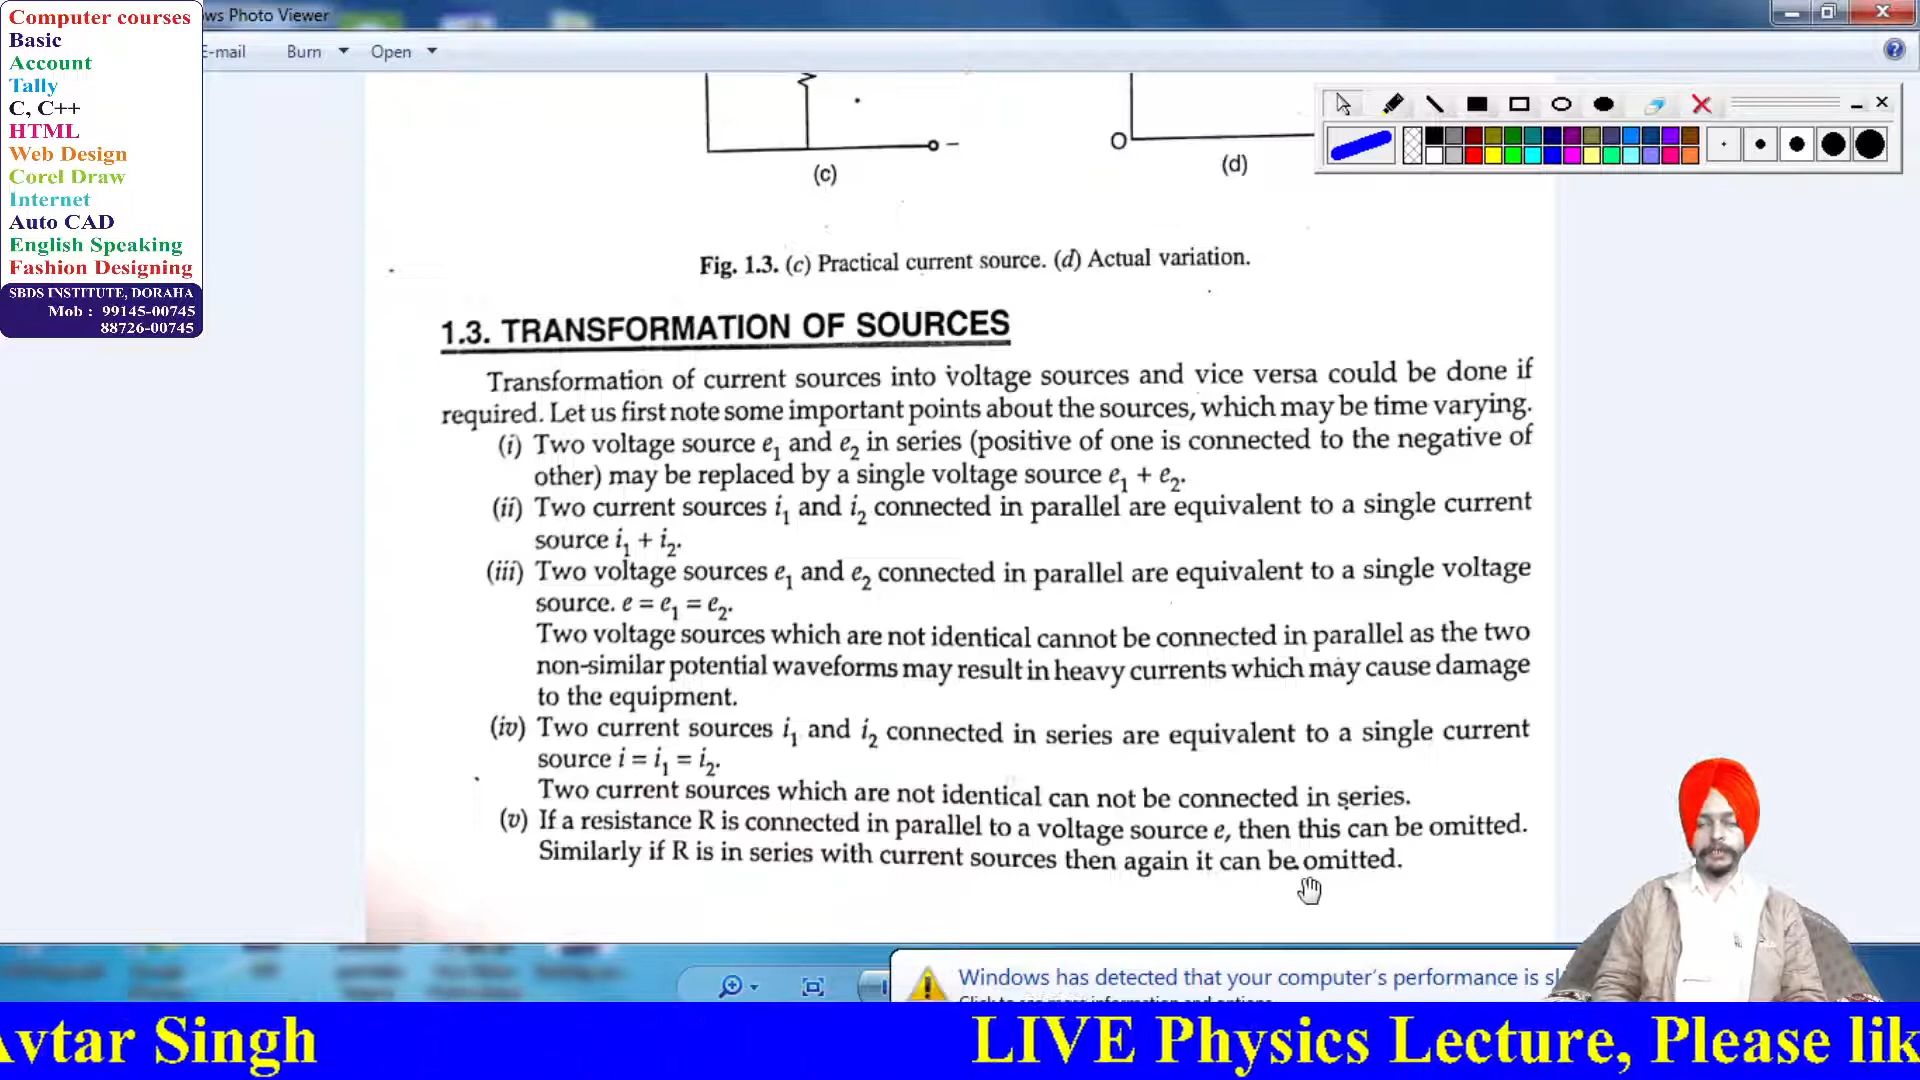 Computer courses
Basic
Account
Tally
C, C++
HTML
Web Design
Corel Draw
Internet
Auto CAD
English Speaking
Fashion Designing
SBDS INSTITUTE, DORAHA
Mob : 99145-00745
88726-00745
ws Photo Viewer
E-mail Burn Open
(c)
O
(d)
Fig. 1.3. (c) Practical current source. (d) Actual variation.
1.3. TRANSFORMATION OF SOURCES
Transformation of current sources into voltage sources and vice versa could be done if
required. Let us first note some important points about the sources, which may be time varying.
(i) Two voltage source e₁ and e₂ in series (positive of one is connected to the negative of
other) may be replaced by a single voltage source e₁ + e₂.
(ii) Two current sources i₁ and i₂ connected in parallel are equivalent to a single current
source i₁ + i₂.
(iii) Two voltage sources e₁ and e₂ connected in parallel are equivalent to a single voltage
source. e = e₁ = e₂.
Two voltage sources which are not identical cannot be connected in parallel as the two
non-similar potential waveforms may result in heavy currents which may cause damage
to the equipment.
(iv) Two current sources i₁ and i₂ connected in series are equivalent to a single current
source i = i₁ = i₂.
Two current sources which are not identical can not be connected in series.
(v) If a resistance R is connected in parallel to a voltage source e, then this can be omitted.
Similarly if R is in series with current sources then again it can be omitted.
Windows has detected that your computer's performance is sl
Avtar Singh
LIVE Physics Lecture, Please lik